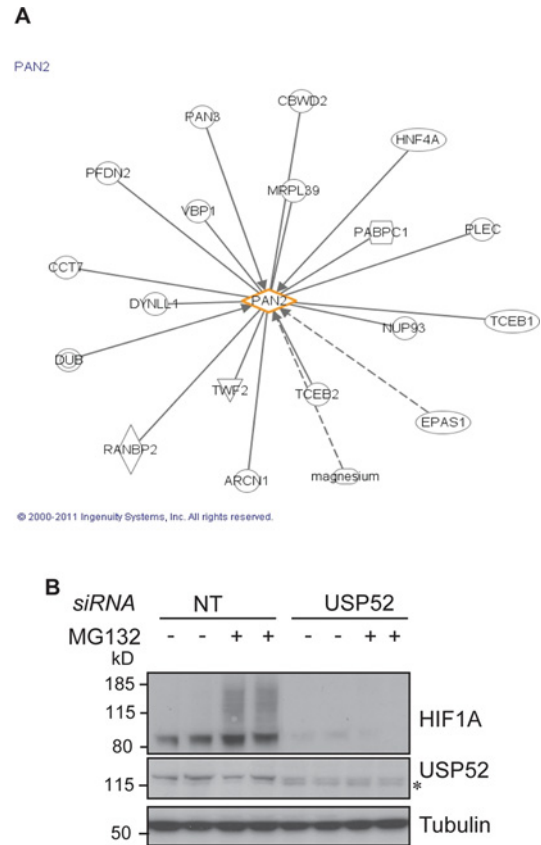 A
PAN2
CBWD2
PAN3
HNF4A
PFDN2
MRPL39
VBP1
PABPC1
PLEC
CCT7
PAN2
DYNLL1
NUP93
TCEB1
DUB
TWF2
TCEB2
EPAS1
RANBP2
ARCN1
magnesium
© 2000-2011 Ingenuity Systems, Inc. All rights reserved.
B
siRNA NT USP52
MG132 - - + + - - + +
kD
185
115
80
HIF1A
USP52
115 *
50 Tubulin